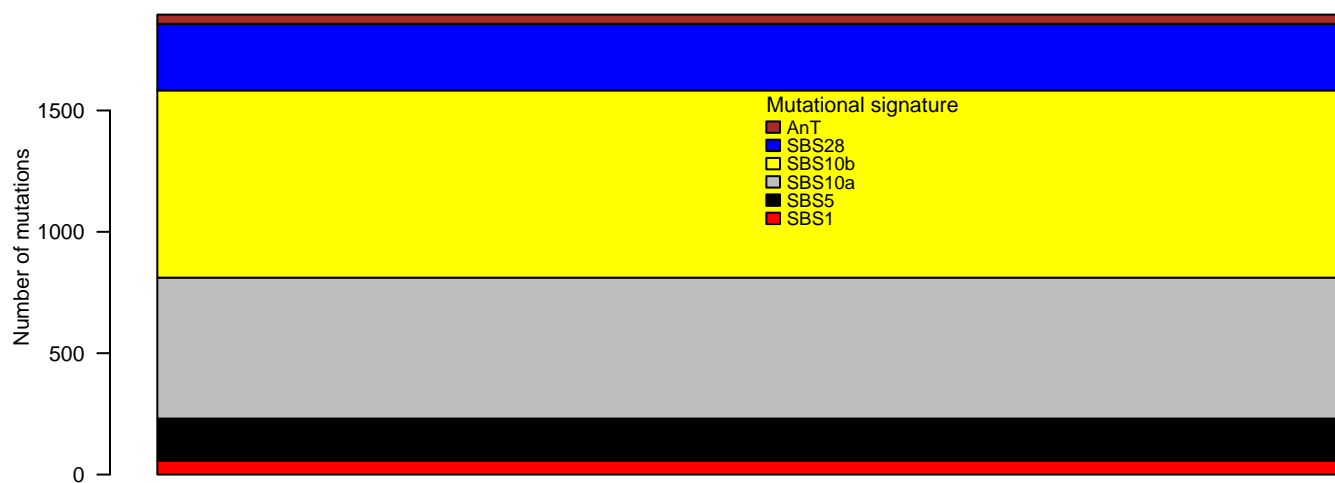 Number of mutations
1500
1000
500
0
Mutational signature
AnT
SBS28
SBS10b
SBS10a
SBS5
SBS1